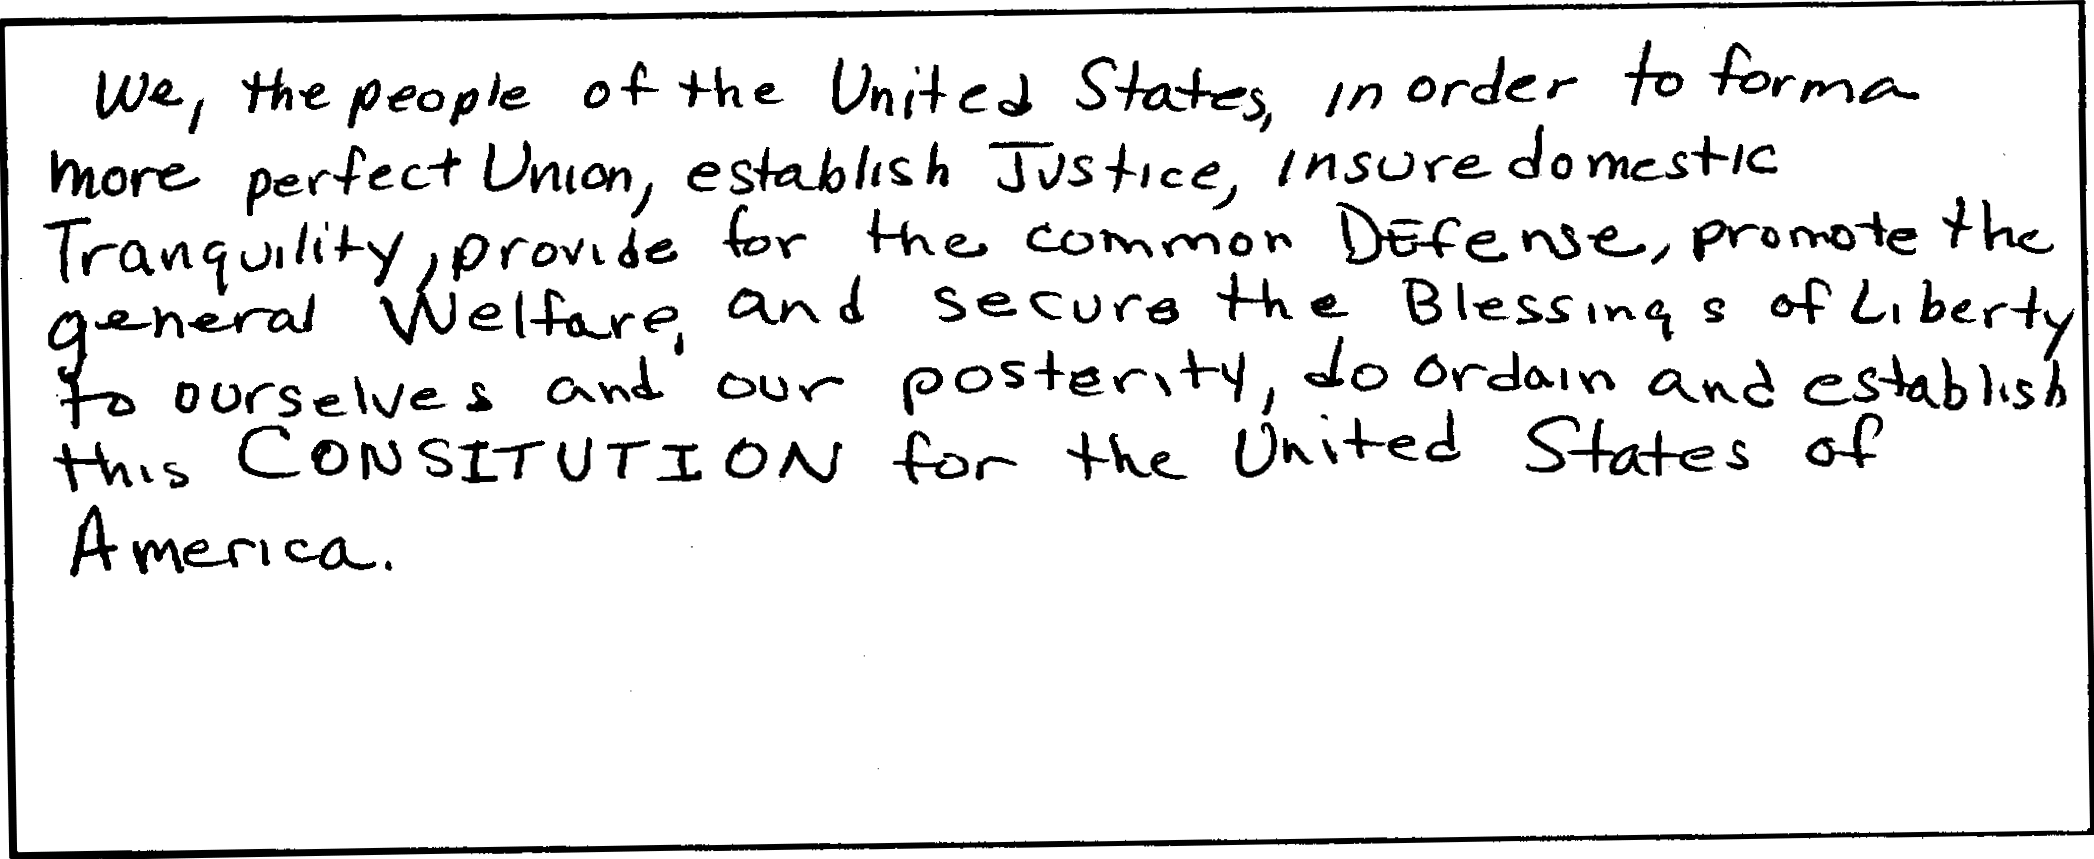 We, the people of the United States, in order to form a
more perfect Union, establish Justice, insure domestic
Tranquility, provide for the common Defense, promote the
general Welfare, and secure the Blessings of Liberty
to ourselves and our posterity, do ordain and establish
this CONSITUTION for the United States of
America.